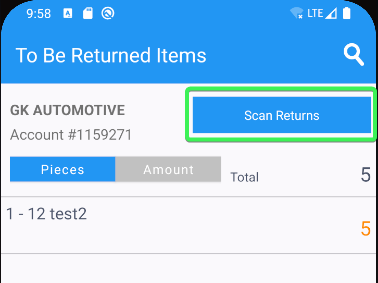 9:58
LTE
To Be Returned Items
GK AUTOMOTIVE
Scan Returns
Account #1159271
Pieces Amount Total 5
1 - 12 test2
5